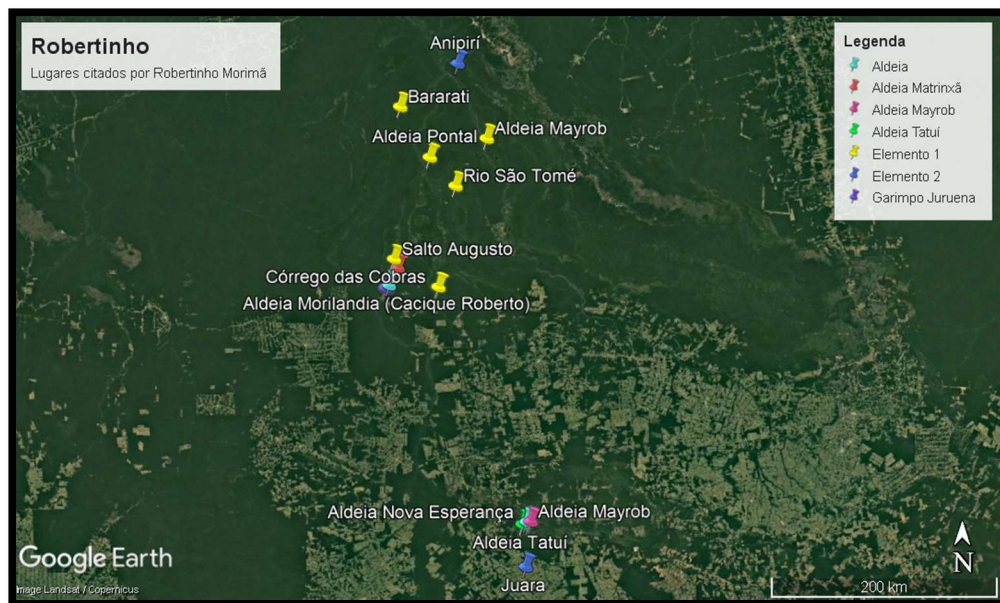 Robertinho
Lugares citados por Robertinho Morimã
Legenda
Aldeia
Aldeia Matrinxã
Aldeia Mayrob
Aldeia Tatuí
Elemento 1
Elemento 2
Garimpo Juruena
Anipirí
Bararati
Aldeia Mayrob
Aldeia Pontal
Rio São Tomé
Salto Augusto
Córrego das Cobras
Aldeia Morilandia (Cacique Roberto)
Aldeia Nova Esperança
Aldeia Mayrob
Aldeia Tatuí
Juara
Google Earth
Image Landsat / Copernicus
N
200 km